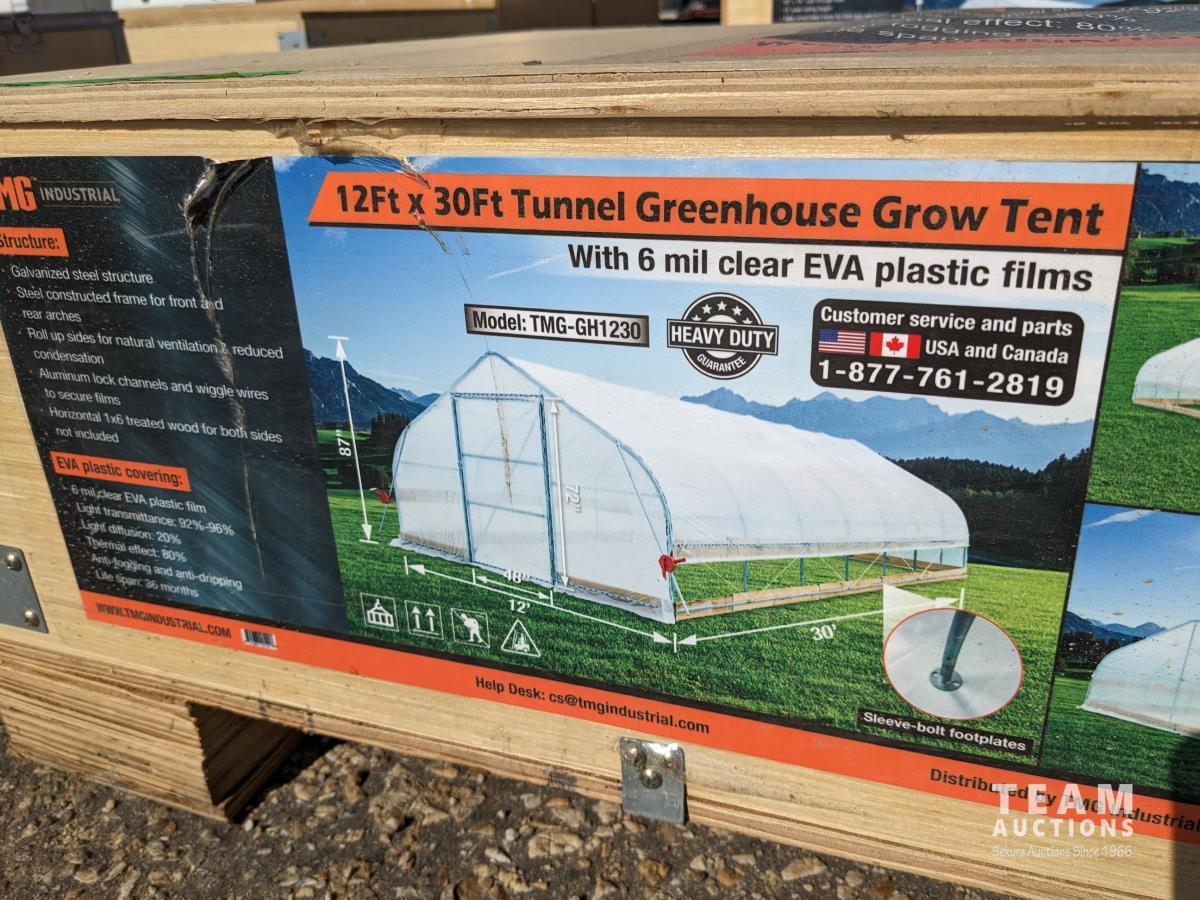 total effect: 80%
MG INDUSTRIAL
Structure:
Galvanized steel structure
Steel constructed frame for front and
rear arches
Roll up sides for natural ventilation & reduced
condensation
Aluminum lock channels and wiggle wires
to secure films
Horizontal 1x6 treated wood for both sides
not included
EVA plastic covering:
6 mil clear EVA plastic film
Light transmittance: 92%-96%
Light diffusion: 20%
Thermal effect: 80%
Anti-fogging and anti-dripping
Life span: 36 months
WWW.TMGINDUSTRIAL.COM
12Ft x 30Ft Tunnel Greenhouse Grow Tent
With 6 mil clear EVA plastic films
Model: TMG-GH1230
HEAVY DUTY
GUARANTEE
Customer service and parts
USA and Canada
1-877-761-2819
87"
72"
48"
12'
30'
Sleeve-bolt footplates
Help Desk: cs@tmgindustrial.com
Distributed by TMG Industrial
TEAM
AUCTIONS
Sekura Auctions Since 1966